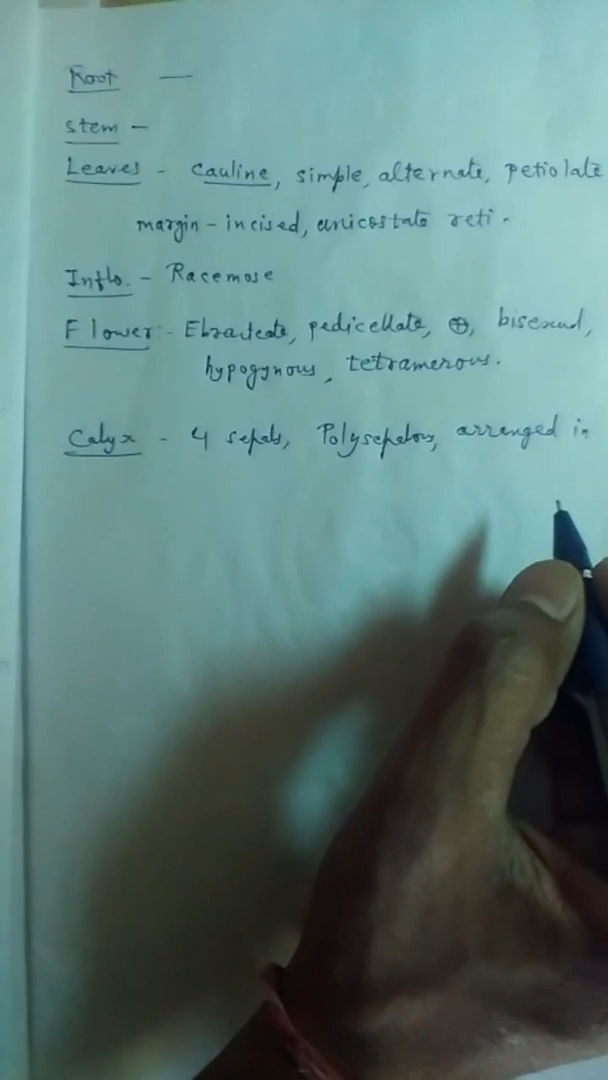 Root —
Stem -
Leaves - cauline, simple, alternate, petiolate
margin - incised, unicostate reti.
Inflo. - Racemose
Flower:- Ebracteate, pedicellate, ⊕, bisexual,
hypogynous, tetramerous.
Calyx - 4 sepals, Polysepalous, arranged in